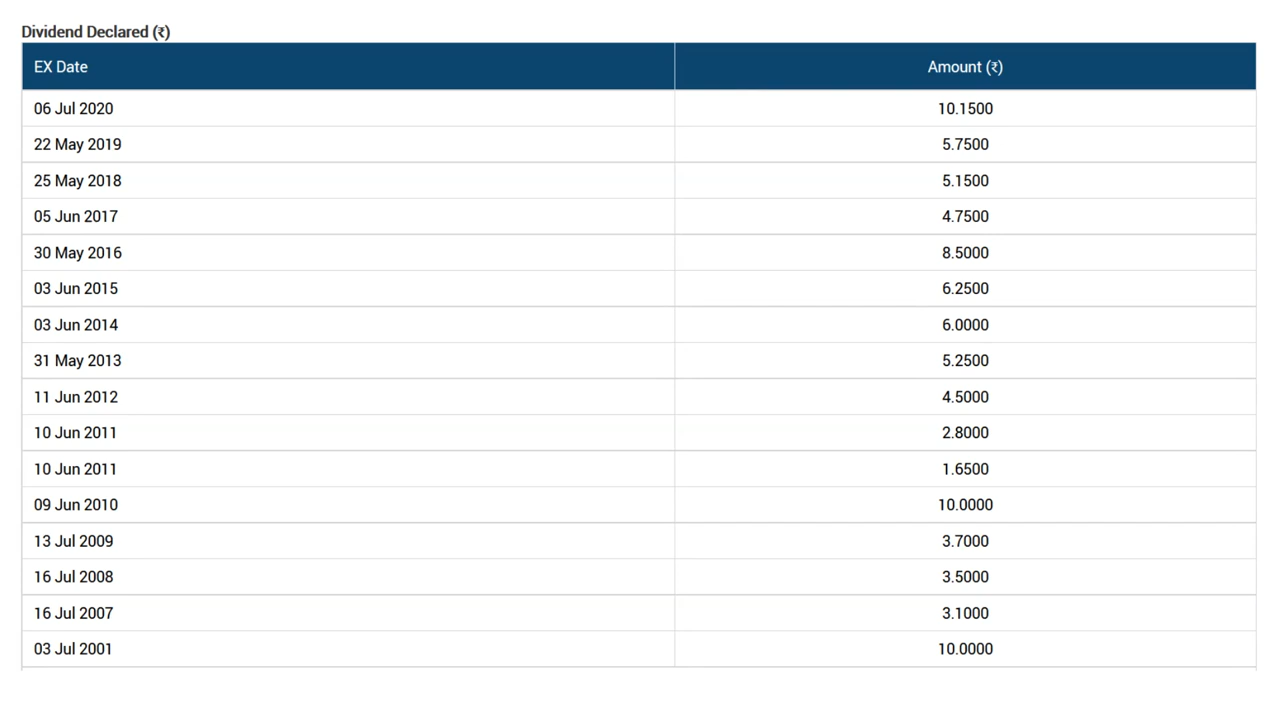 Dividend Declared (₹)
EX Date Amount (₹)
06 Jul 2020 10.1500
22 May 2019 5.7500
25 May 2018 5.1500
05 Jun 2017 4.7500
30 May 2016 8.5000
03 Jun 2015 6.2500
03 Jun 2014 6.0000
31 May 2013 5.2500
11 Jun 2012 4.5000
10 Jun 2011 2.8000
10 Jun 2011 1.6500
09 Jun 2010 10.0000
13 Jul 2009 3.7000
16 Jul 2008 3.5000
16 Jul 2007 3.1000
03 Jul 2001 10.0000